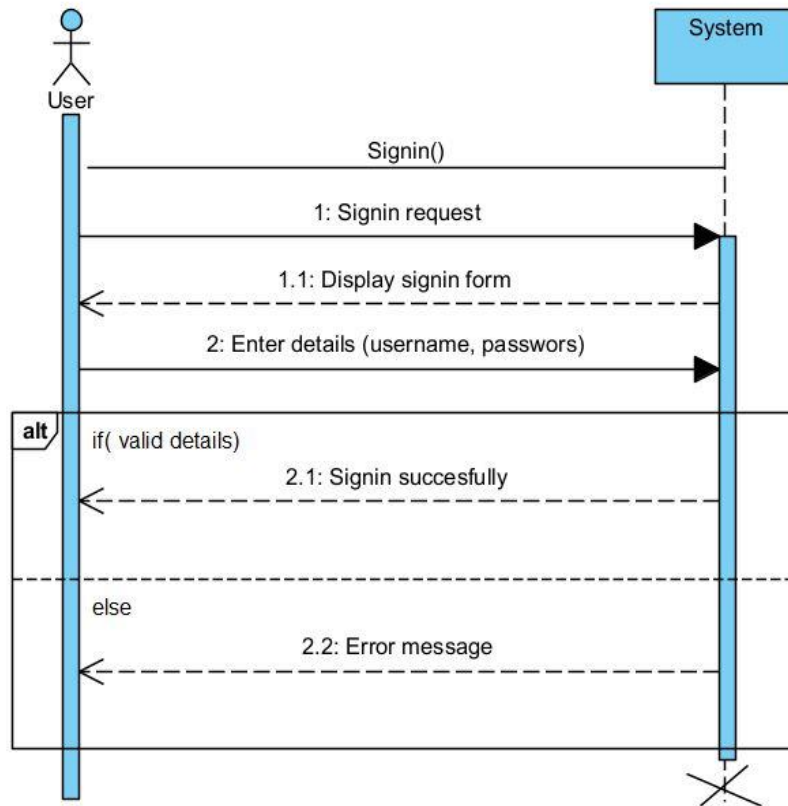 System
User
Signin()
1: Signin request
1.1: Display signin form
2: Enter details (username, passwors)
alt
if( valid details)
2.1: Signin succesfully
else
2.2: Error message